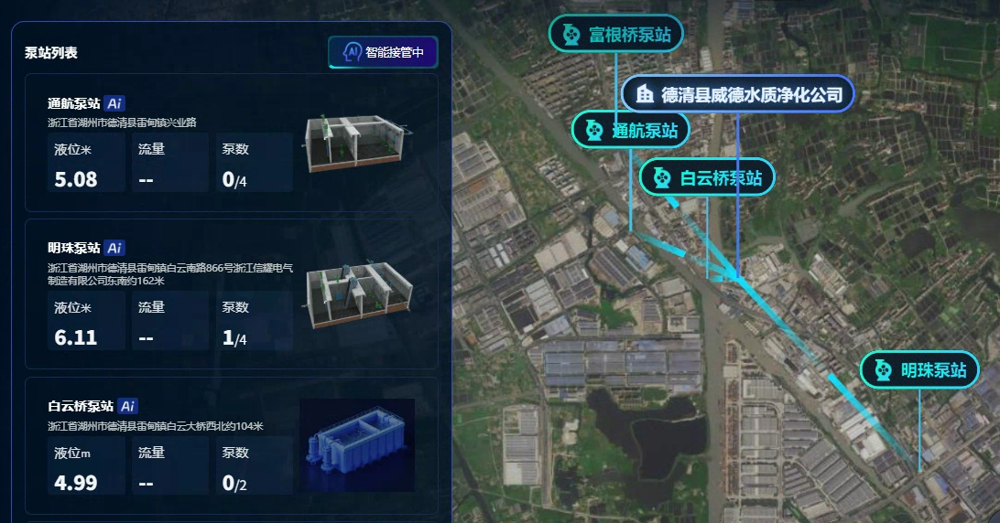 泵站列表
AI 智能接管中
通航泵站 Ai
浙江省湖州市德清县雷甸镇兴业路
液位米 流量 泵数
5.08 -- 0/4
明珠泵站 Ai
浙江省湖州市德清县雷甸镇白云南路866号浙江信耀电气
制造有限公司东南约162米
液位米 流量 泵数
6.11 -- 1/4
白云桥泵站 Ai
浙江省湖州市德清县雷甸镇白云大桥西北约104米
液位m 流量 泵数
4.99 -- 0/2
富根桥泵站
德清县威德水质净化公司
通航泵站
白云桥泵站
明珠泵站